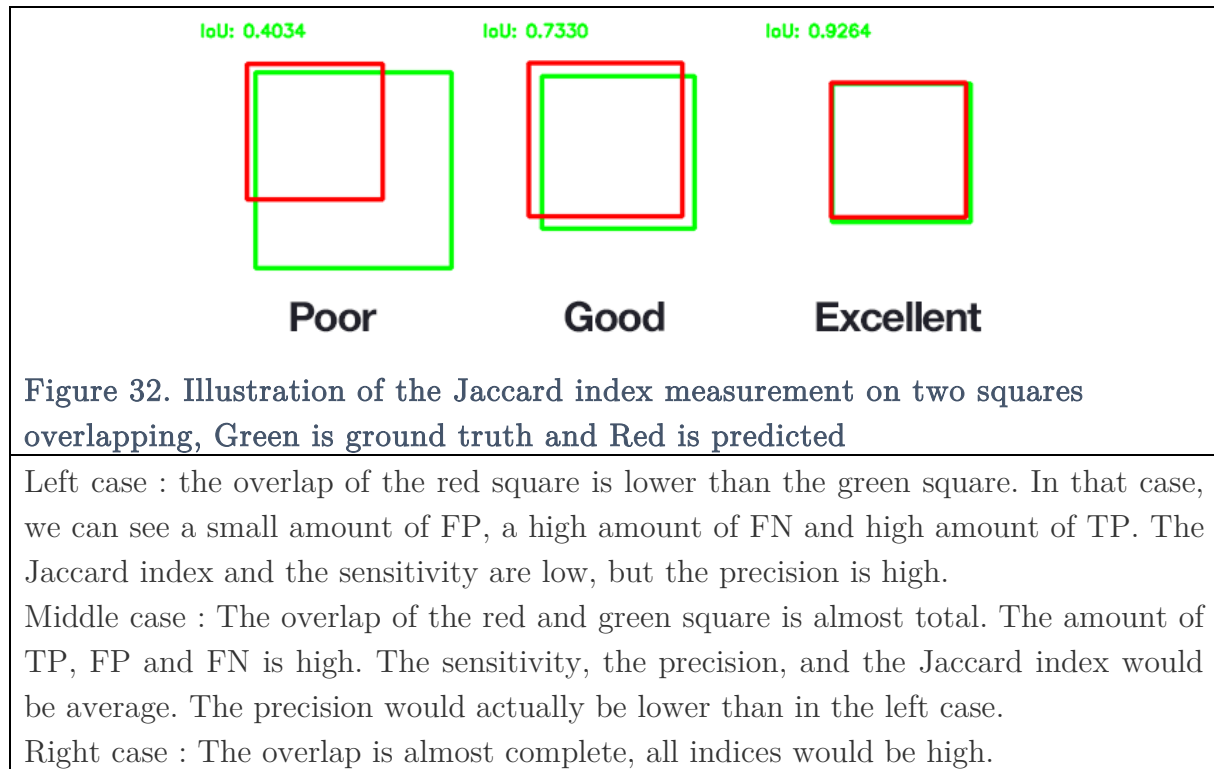 IoU: 0.4034 IoU: 0.7330 IoU: 0.9264
Poor Good Excellent
Figure 32. Illustration of the Jaccard index measurement on two squares
overlapping, Green is ground truth and Red is predicted
Left case : the overlap of the red square is lower than the green square. In that case,
we can see a small amount of FP, a high amount of FN and high amount of TP. The
Jaccard index and the sensitivity are low, but the precision is high.
Middle case : The overlap of the red and green square is almost total. The amount of
TP, FP and FN is high. The sensitivity, the precision, and the Jaccard index would
be average. The precision would actually be lower than in the left case.
Right case : The overlap is almost complete, all indices would be high.